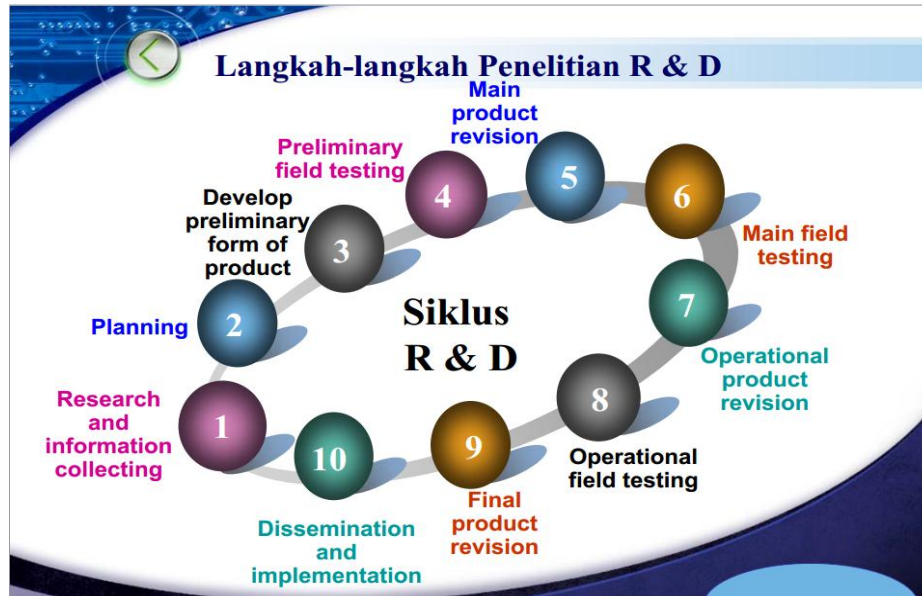 Langkah-langkah Penelitian R & D
Main
product
revision
Preliminary
field testing
Develop
preliminary
form of
product
Planning
Research
and
information
collecting
1
2
3
4
5
6
7
8
9
10
Siklus
R & D
Main field
testing
Operational
product
revision
Operational
field testing
Final
product
revision
Dissemination
and
implementation